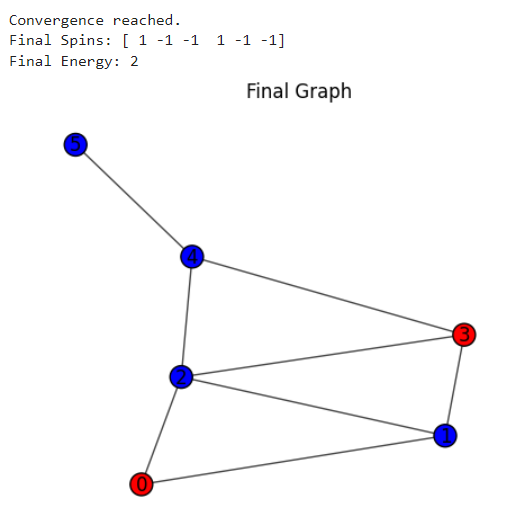 Convergence reached.
Final Spins: [ 1 -1 -1  1 -1 -1]
Final Energy: 2
Final Graph
5
4
3
2
1
0